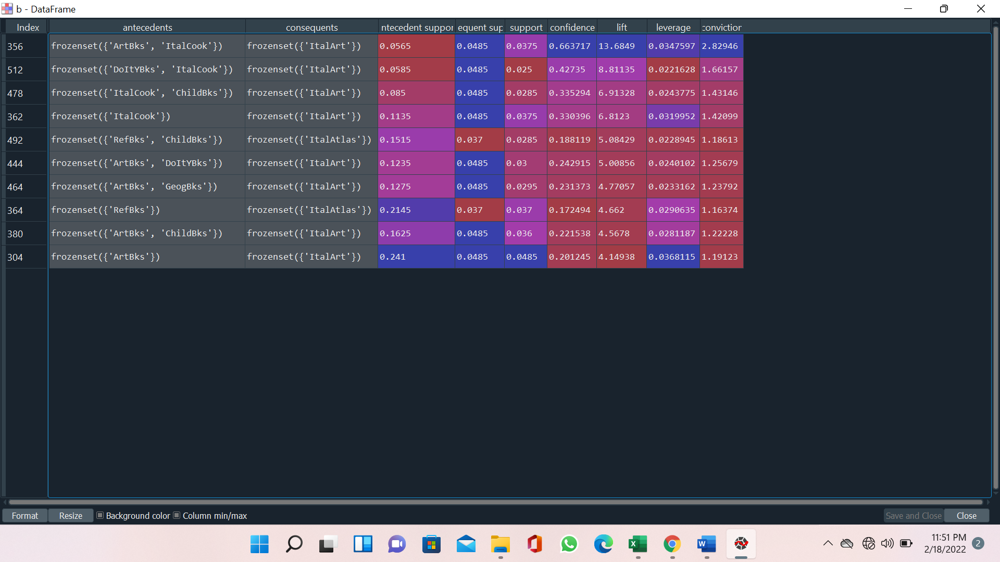 b - DataFrame
Index antecedents consequents ntecedent suppor equent sup support confidence lift leverage conviction
356 frozenset({'ArtBks', 'ItalCook'}) frozenset({'ItalArt'}) 0.0565 0.0485 0.0375 0.663717 13.6849 0.0347597 2.82946
512 frozenset({'DoItYBks', 'ItalCook'}) frozenset({'ItalArt'}) 0.0585 0.0485 0.025 0.42735 8.81135 0.0221628 1.66157
478 frozenset({'ItalCook', 'ChildBks'}) frozenset({'ItalArt'}) 0.085 0.0485 0.0285 0.335294 6.91328 0.0243775 1.43146
362 frozenset({'ItalCook'}) frozenset({'ItalArt'}) 0.1135 0.0485 0.0375 0.330396 6.8123 0.0319952 1.42099
492 frozenset({'RefBks', 'ChildBks'}) frozenset({'ItalAtlas'}) 0.1515 0.037 0.0285 0.188119 5.08429 0.0228945 1.18613
444 frozenset({'ArtBks', 'DoItYBks'}) frozenset({'ItalArt'}) 0.1235 0.0485 0.03 0.242915 5.00856 0.0240102 1.25679
464 frozenset({'ArtBks', 'GeogBks'}) frozenset({'ItalArt'}) 0.1275 0.0485 0.0295 0.231373 4.77057 0.0233162 1.23792
364 frozenset({'RefBks'}) frozenset({'ItalAtlas'}) 0.2145 0.037 0.037 0.172494 4.662 0.0290635 1.16374
380 frozenset({'ArtBks', 'ChildBks'}) frozenset({'ItalArt'}) 0.1625 0.0485 0.036 0.221538 4.5678 0.0281187 1.22228
304 frozenset({'ArtBks'}) frozenset({'ItalArt'}) 0.241 0.0485 0.0485 0.201245 4.14938 0.0368115 1.19123
Format Resize Background color Column min/max Save and Close Close
11:51 PM
2/18/2022 2